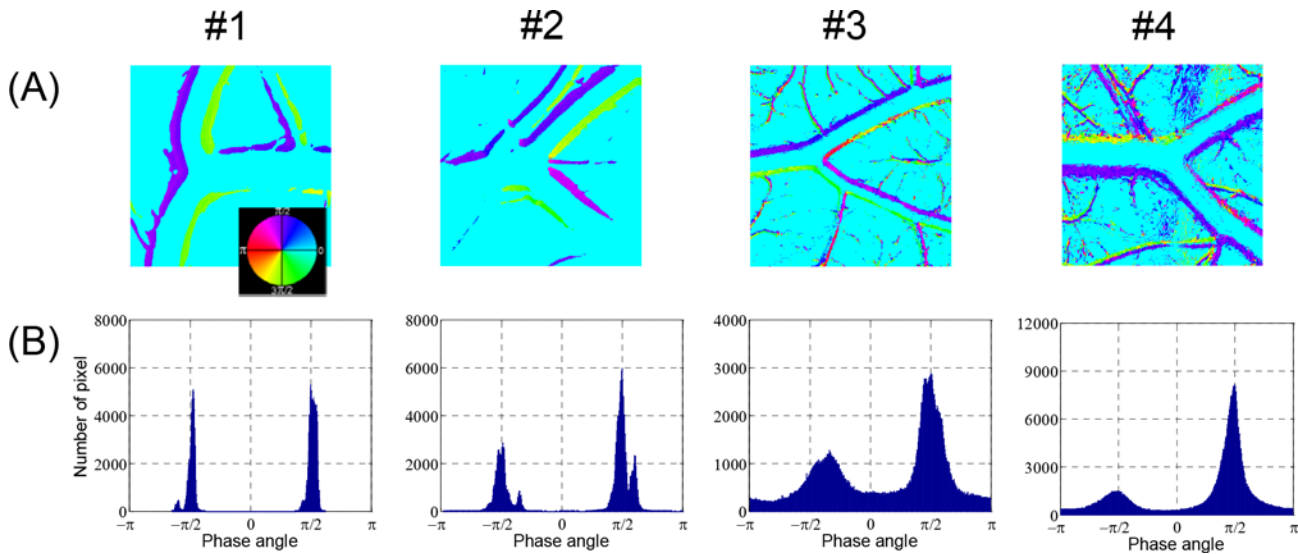 #1 #2 #3 #4
(A)
π/2
π 0
3π/2
(B)
8000 8000 4000 12000
6000 6000 3000 9000
4000 4000 2000 6000
2000 2000 1000 3000
0 0 0 0
Number of pixel
−π −π/2 0 π/2 π −π −π/2 0 π/2 π −π −π/2 0 π/2 π −π −π/2 0 π/2 π
Phase angle Phase angle Phase angle Phase angle